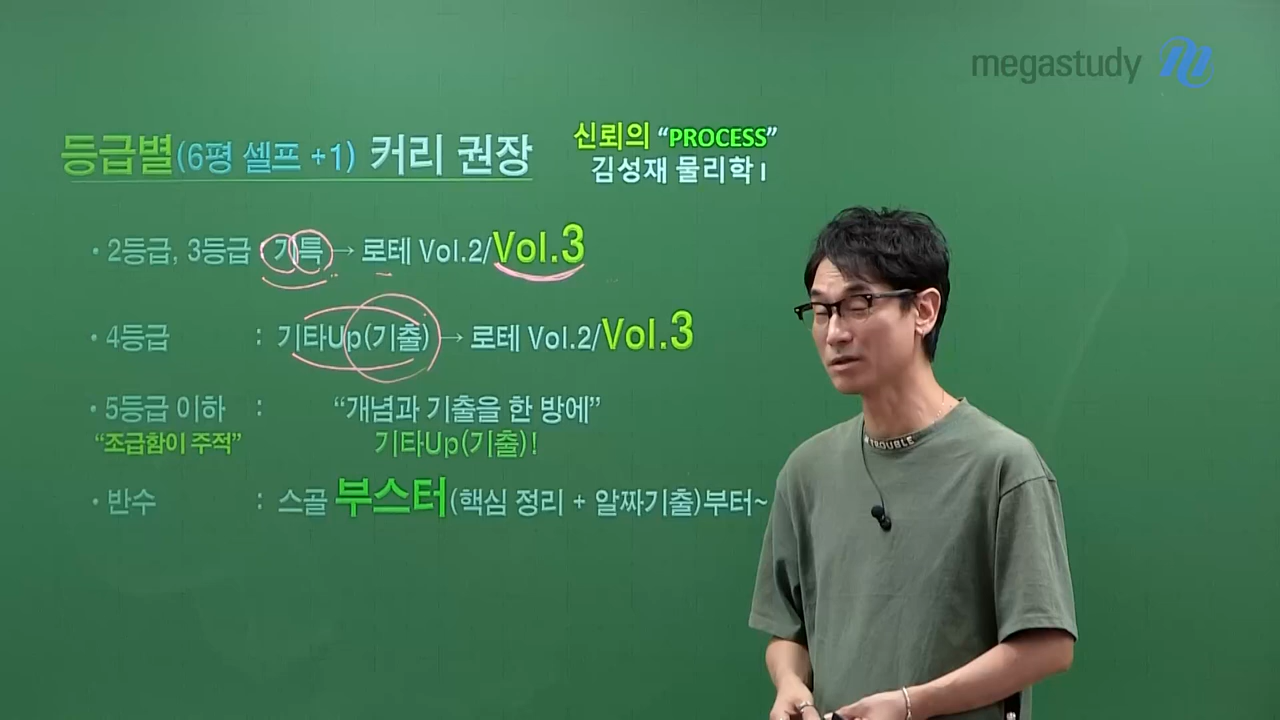 megastudy
등급별(6평 셀프 +1) 커리 권장
신뢰의 “PROCESS”
김성재 물리학 I
• 2등급, 3등급 기특 → 로테 Vol.2/Vol.3
• 4등급 : 기타Up(기출) → 로테 Vol.2/Vol.3
• 5등급 이하 : “개념과 기출을 한 방에”
“조급함이 주적” 기타Up(기출)!
• 반수 : 스골 부스터(핵심 정리 + 알짜기출)부터~
TROUBLE